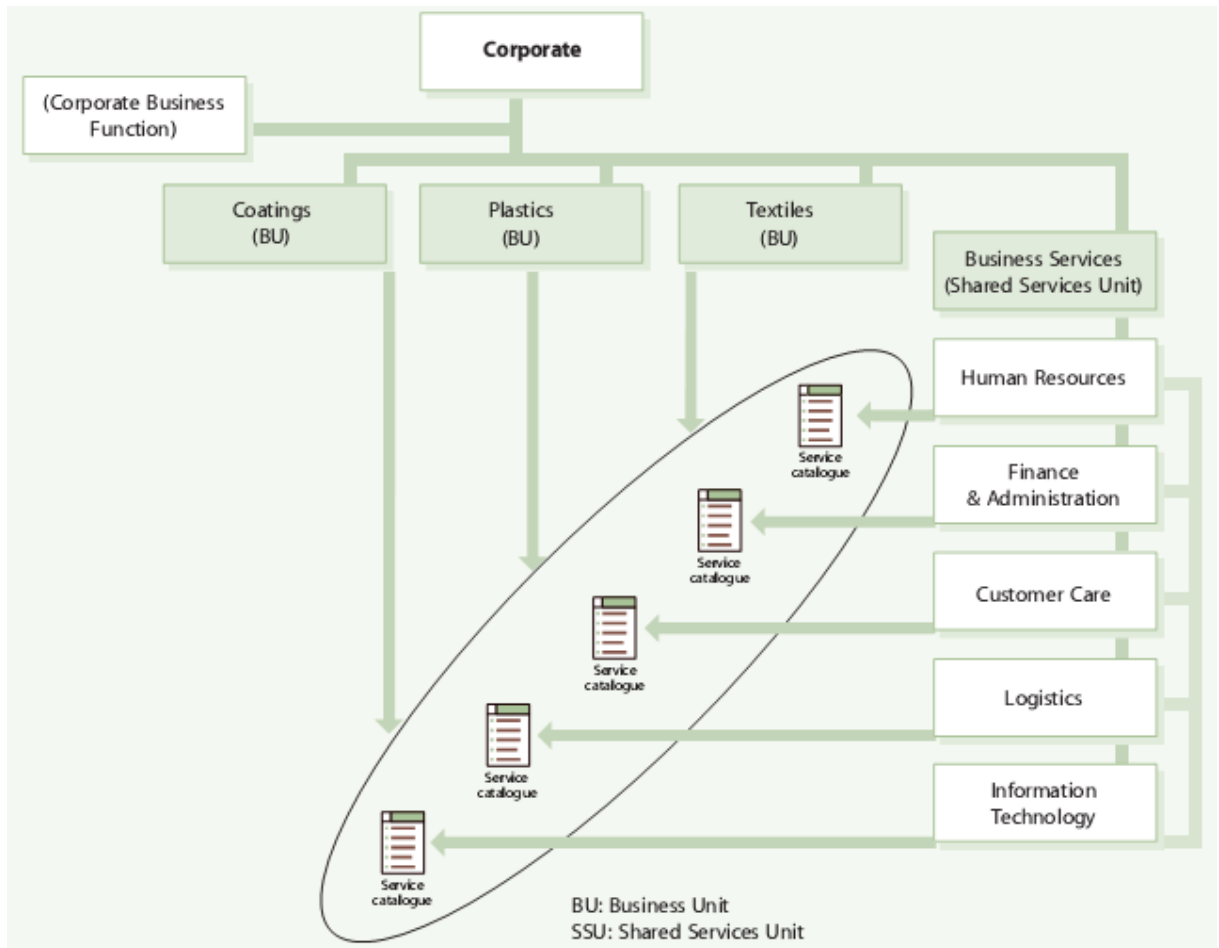 Corporate
(Corporate Business
Function)
Coatings
(BU)
Plastics
(BU)
Textiles
(BU)
Business Services
(Shared Services Unit)
Human Resources
Service
catalogue
Finance
& Administration
Service
catalogue
Customer Care
Service
catalogue
Logistics
Service
catalogue
Information
Technology
Service
catalogue
BU: Business Unit
SSU: Shared Services Unit